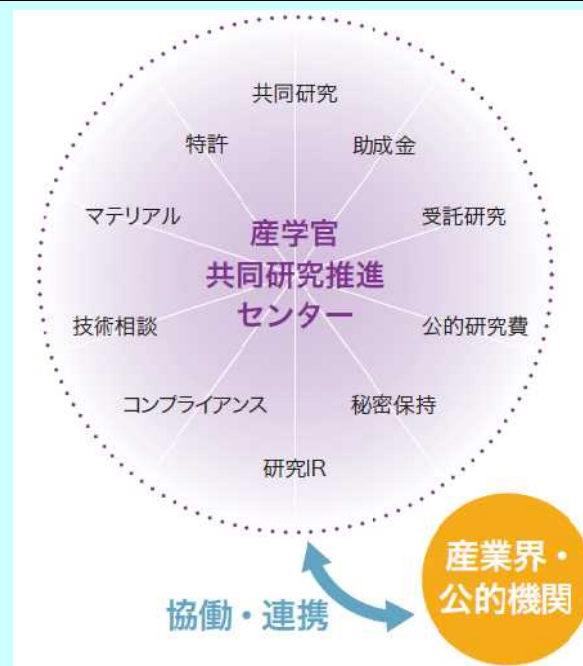 共同研究
特許
助成金
マテリアル
受託研究
産学官
共同研究推進
センター
技術相談
公的研究費
コンプライアンス
秘密保持
研究IR
産業界・
公的機関
協働・連携